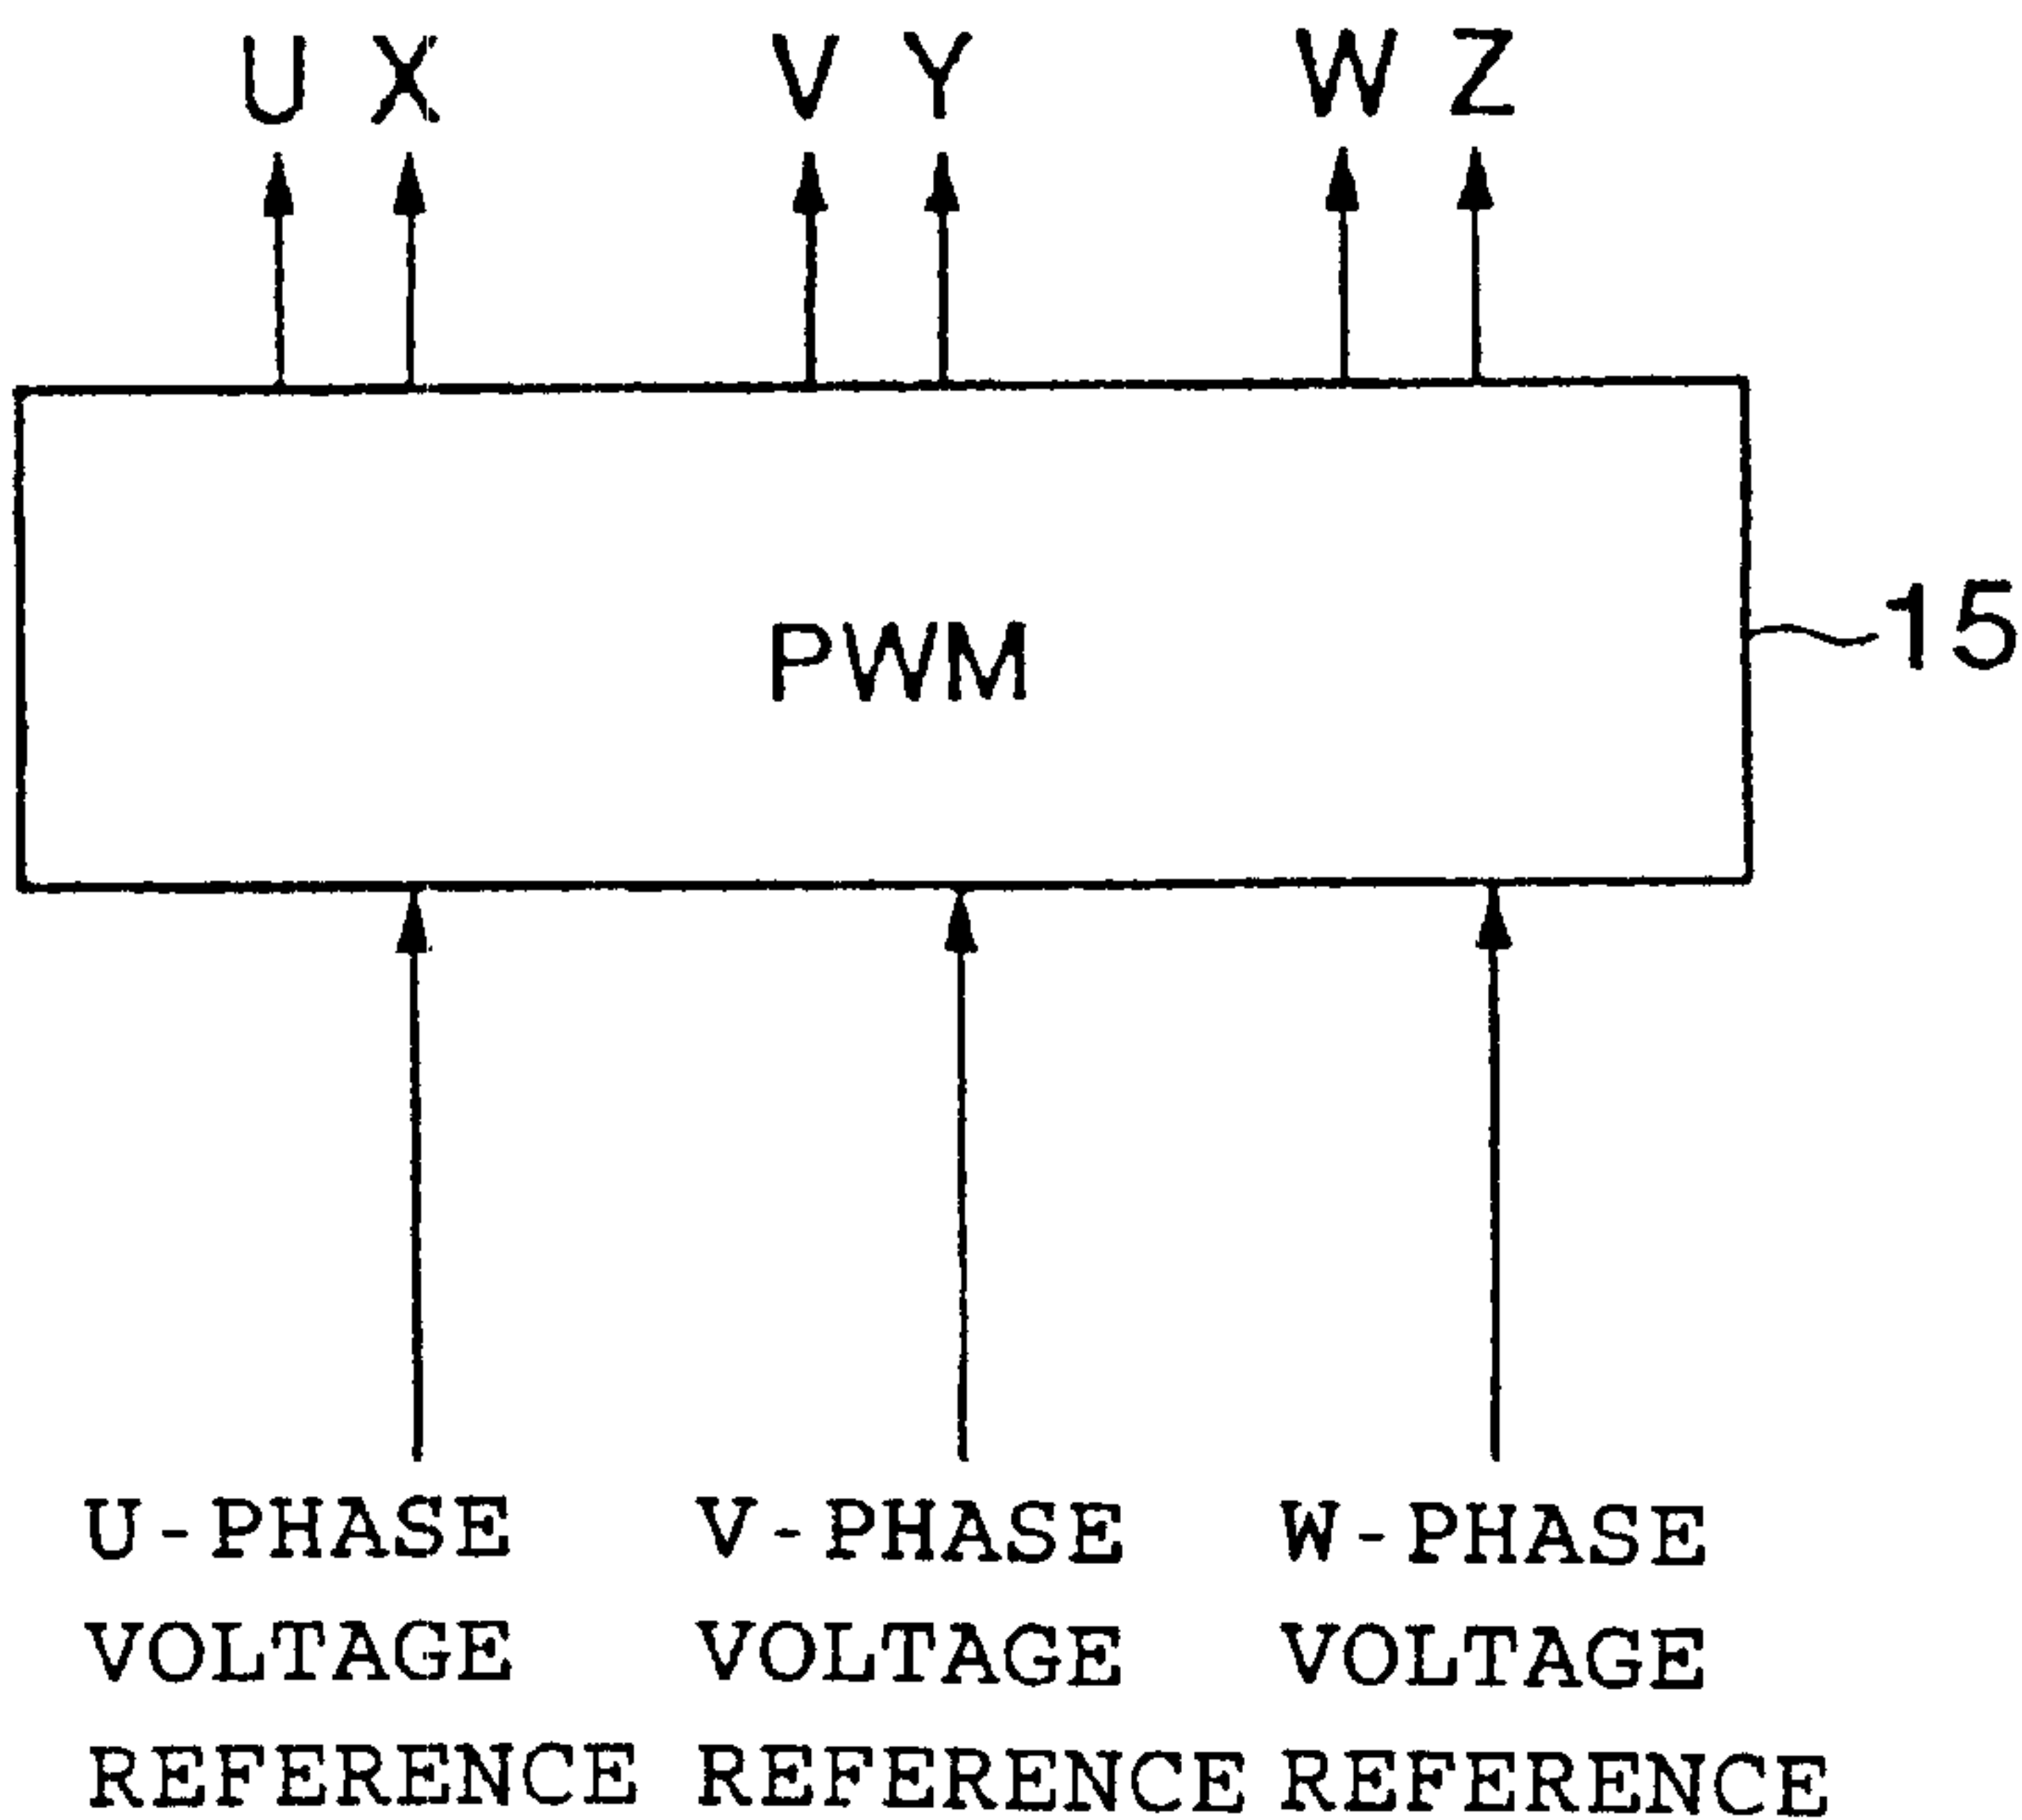 U X V Y W Z
PWM
15
U-PHASE VOLTAGE REFERENCE
V-PHASE VOLTAGE REFERENCE
W-PHASE VOLTAGE REFERENCE